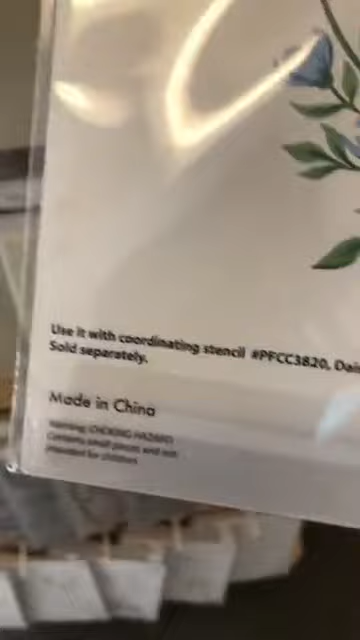 Use it with coordinating stencil #PFCC3820, Dai
Sold separately.
Made in China
Warning: CHOKING HAZARD
Contains small pieces and not
intended for children